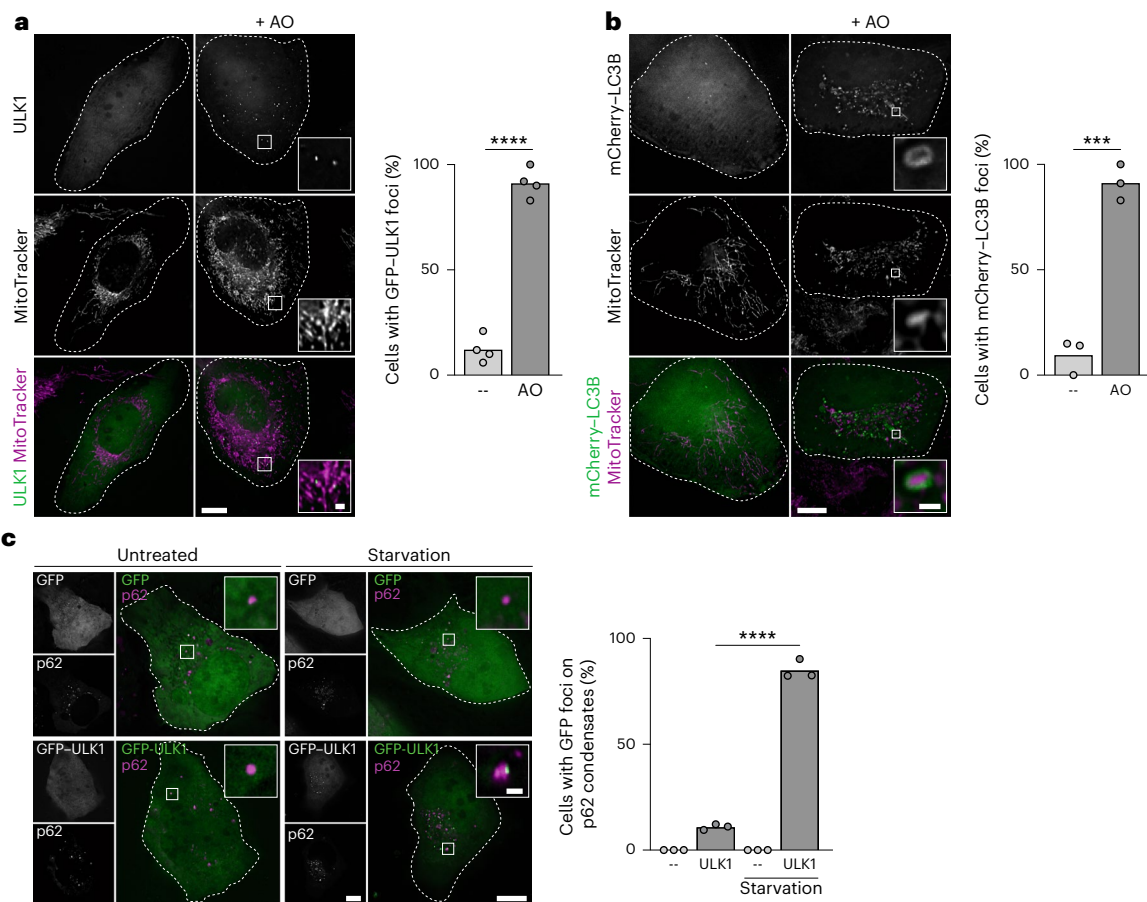 a
+ AO
ULK1
MitoTracker
ULK1 MitoTracker
Cells with GFP–ULK1 foci (%)
100
50
0
****
--
AO
b
+ AO
mCherry–LC3B
MitoTracker
mCherry–LC3B
MitoTracker
Cells with mCherry–LC3B foci (%)
100
50
0
***
--
AO
c
Untreated
Starvation
GFP
GFP
p62
GFP
GFP
p62
p62
p62
GFP–ULK1
GFP-ULK1
p62
GFP–ULK1
GFP-ULK1
p62
p62
p62
Cells with GFP foci on
p62 condensates (%)
100
50
0
****
--
ULK1
--
ULK1
Starvation